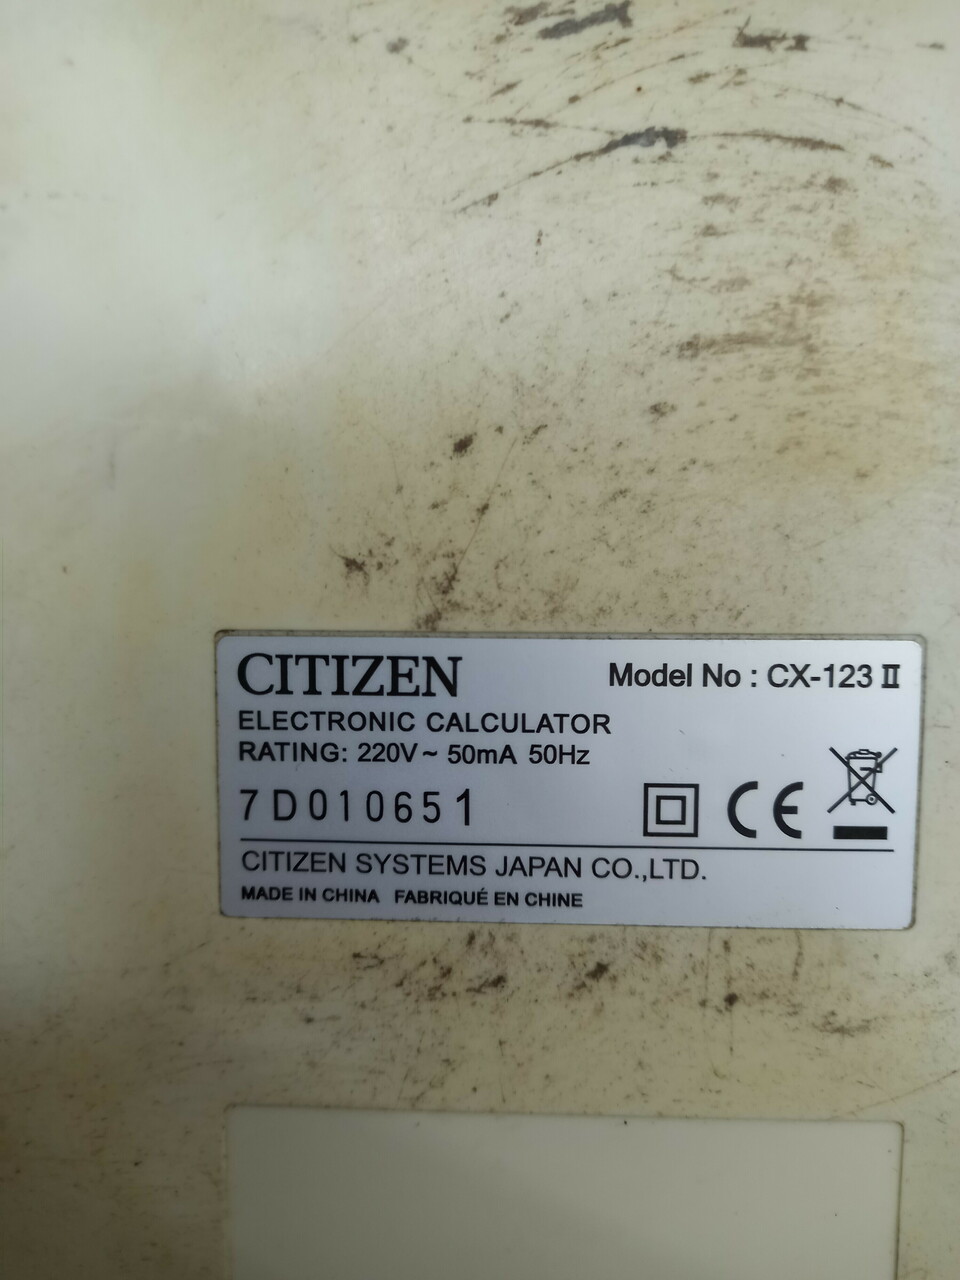 CITIZEN
Model No : CX-123 II
ELECTRONIC CALCULATOR
RATING: 220V ~ 50mA 50Hz
7D010651
CE
CITIZEN SYSTEMS JAPAN CO.,LTD.
MADE IN CHINA FABRIQUÉ EN CHINE